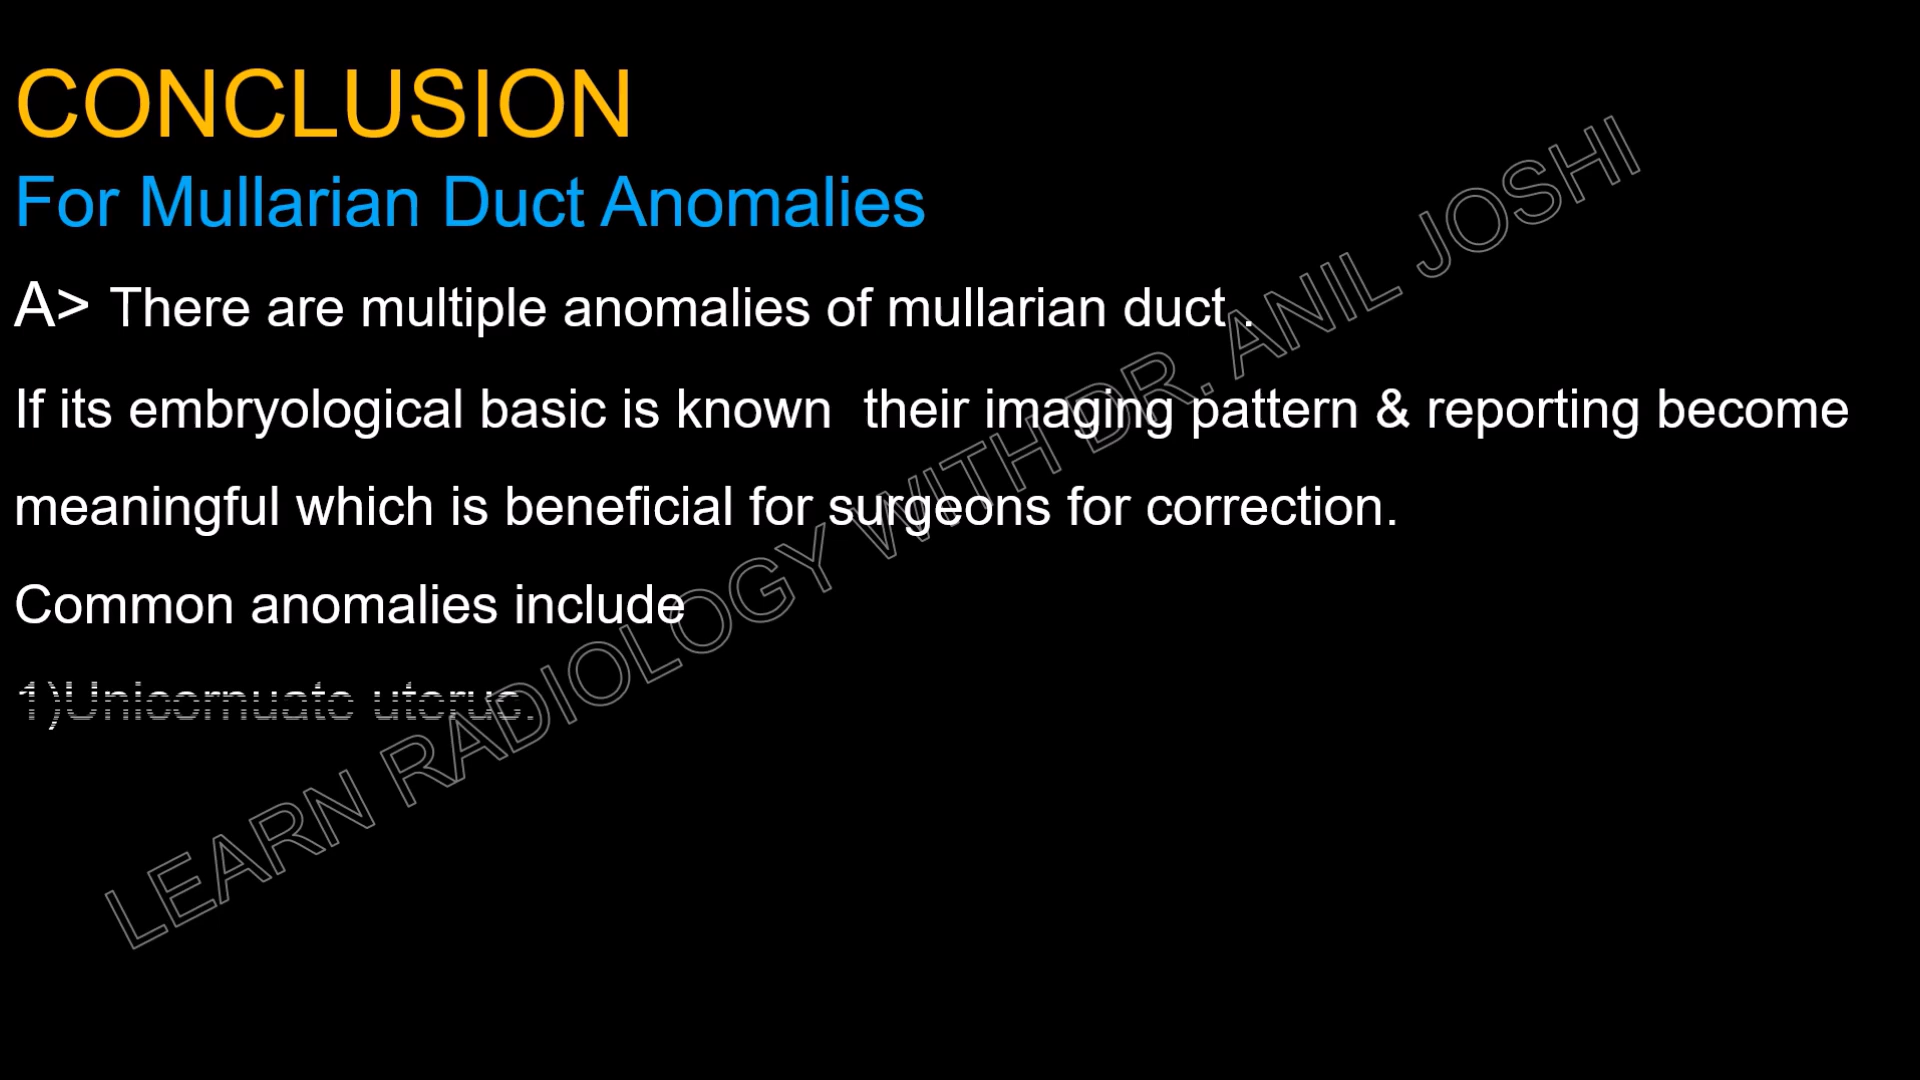 CONCLUSION
For Mullarian Duct Anomalies
A> There are multiple anomalies of mullarian duct .
If its embryological basic is known  their imaging pattern & reporting become
meaningful which is beneficial for surgeons for correction.
Common anomalies include
1)Unicornuate uterus.
LEARN RADIOLOGY WITH DR. ANIL JOSHI